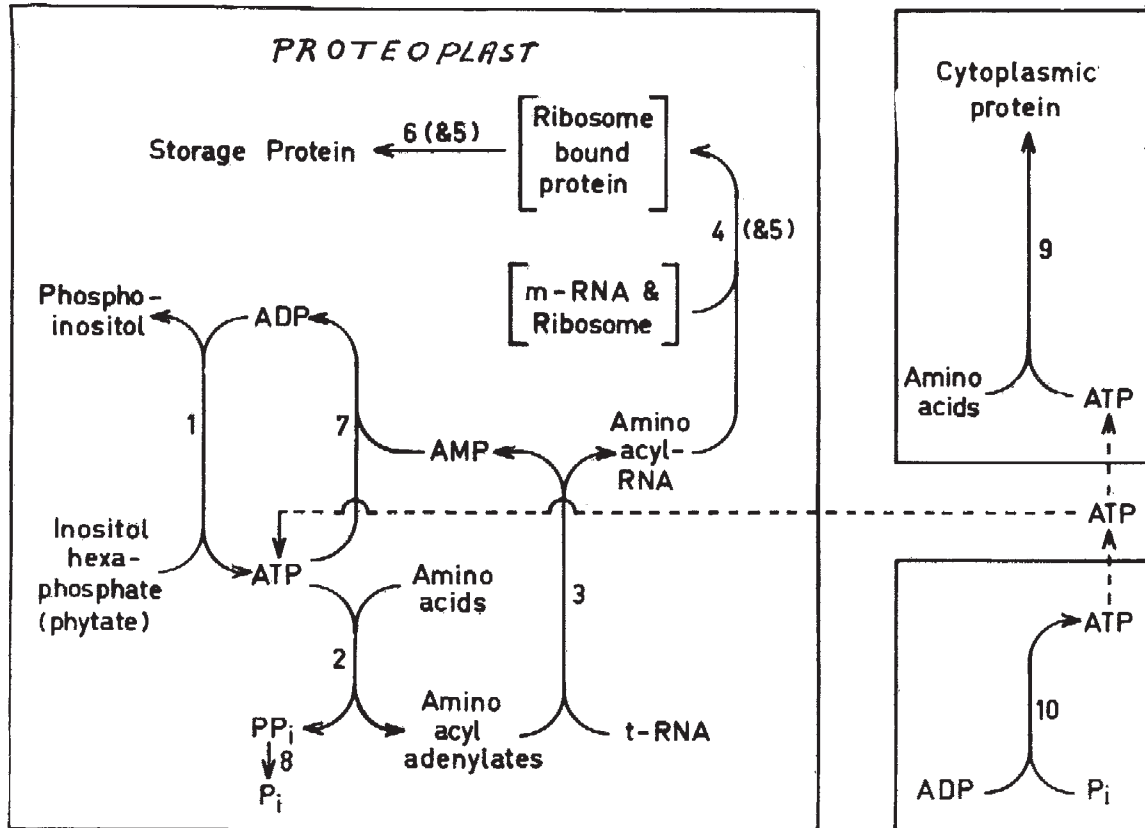 PROTEOPLAST
Storage Protein
6 (&5)
Ribosome
bound
protein
4 (&5)
m-RNA &
Ribosome
Phospho-
inositol
ADP
1
7
AMP
Amino
acyl-
RNA
Inositol
hexa-
phosphate
(phytate)
ATP
Amino
acids
3
2
PPi
8
Pi
Amino
acyl
adenylates
t-RNA
Cytoplasmic
protein
9
Amino
acids
ATP
ATP
ATP
10
ADP
Pi